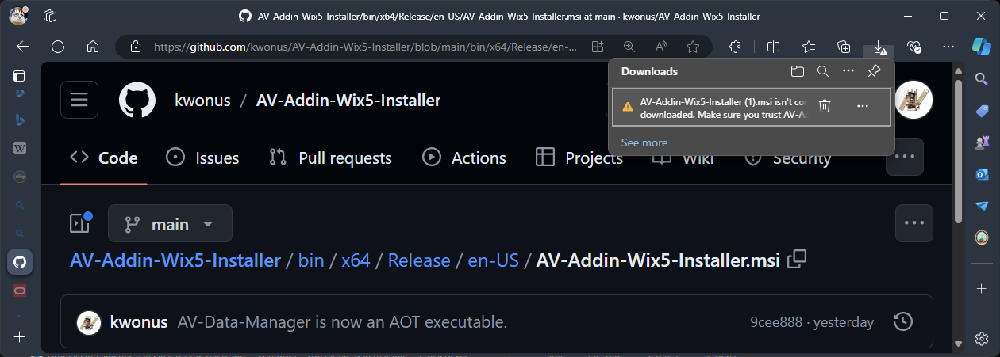 AV-Addin-Wix5-Installer/bin/x64/Release/en-US/AV-Addin-Wix5-Installer.msi at main · kwonus/AV-Addin-Wix5-Installer
https://github.com/kwonus/AV-Addin-Wix5-Installer/blob/main/bin/x64/Release/en-...
Downloads
AV-Addin-Wix5-Installer (1).msi isn't co
downloaded. Make sure you trust AV-A
See more
kwonus / AV-Addin-Wix5-Installer
Code Issues Pull requests Actions Projects Wiki Security
main
AV-Addin-Wix5-Installer / bin / x64 / Release / en-US / AV-Addin-Wix5-Installer.msi
kwonus AV-Data-Manager is now an AOT executable. 9cee888 · yesterday